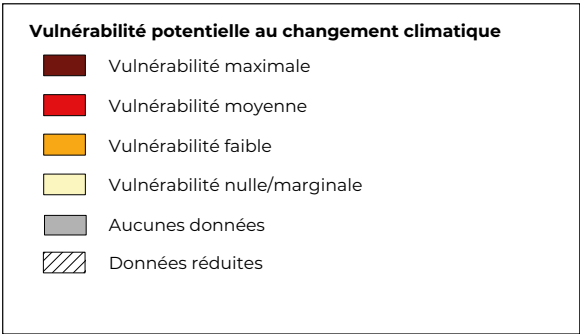 Vulnérabilité potentielle au changement climatique
Vulnérabilité maximale
Vulnérabilité moyenne
Vulnérabilité faible
Vulnérabilité nulle/marginale
Aucunes données
Données réduites